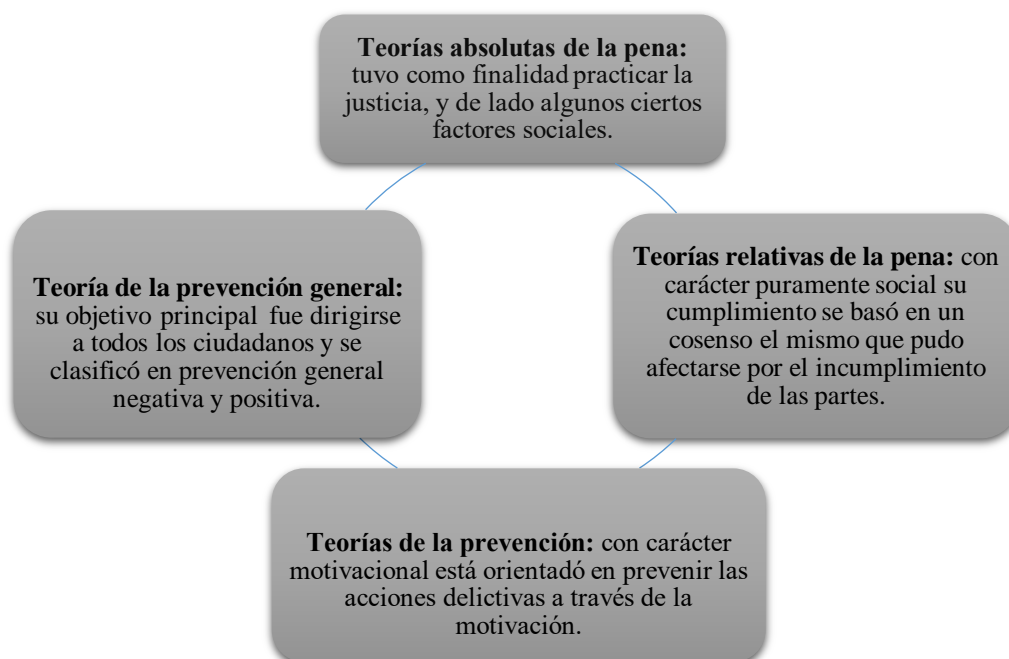 Teorías absolutas de la pena:
tuvo como finalidad practicar la
justicia, y de lado algunos ciertos
factores sociales.
Teorías relativas de la pena: con
carácter puramente social su
cumplimiento se basó en un
cosenso el mismo que pudo
afectarse por el incumplimiento
de las partes.
Teorías de la prevención: con carácter
motivacional está orientadó en prevenir las
acciones delictivas a través de la
motivación.
Teoría de la prevención general:
su objetivo principal fue dirigirse
a todos los ciudadanos y se
clasificó en prevención general
negativa y positiva.